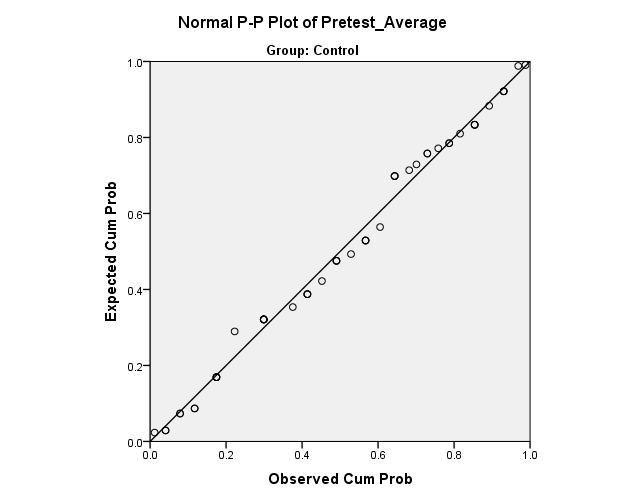 Normal P-P Plot of Pretest_Average
Group: Control
1.0
0.8
0.6
0.4
0.2
0.0
Expected Cum Prob
0.0 0.2 0.4 0.6 0.8 1.0
Observed Cum Prob